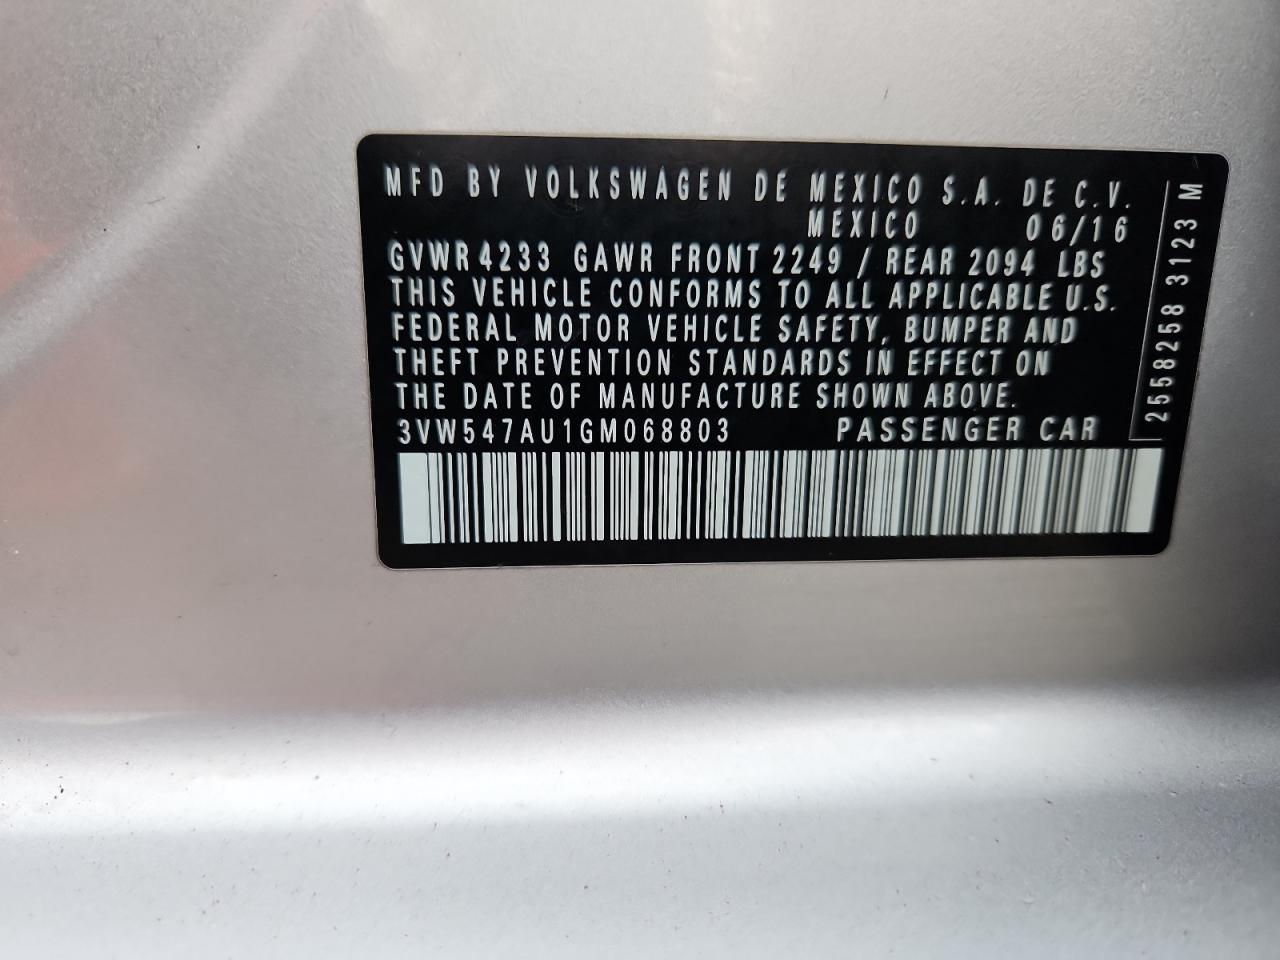 MFD BY VOLKSWAGEN DE MEXICO S.A. DE C.V.
MEXICO 06/16
GVWR 4233 GAWR FRONT 2249 / REAR 2094 LBS
THIS VEHICLE CONFORMS TO ALL APPLICABLE U.S.
FEDERAL MOTOR VEHICLE SAFETY, BUMPER AND
THEFT PREVENTION STANDARDS IN EFFECT ON
THE DATE OF MANUFACTURE SHOWN ABOVE.
3VW547AU1GM068803 PASSENGER CAR
2558258 3123 M